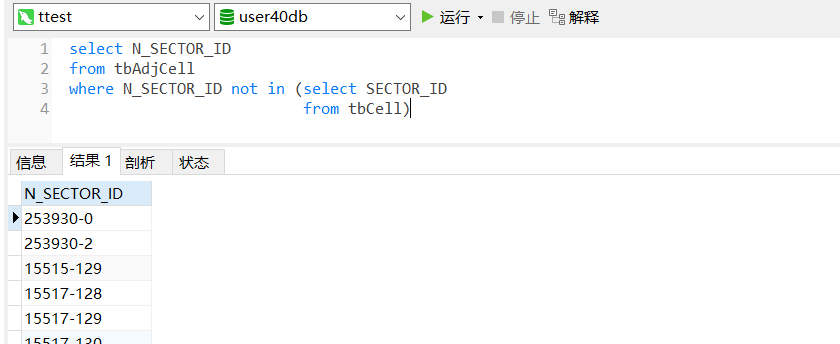 ttest user40db 运行 停止 解释
1 select N_SECTOR_ID
2 from tbAdjCell
3 where N_SECTOR_ID not in (select SECTOR_ID
4 from tbCell)
信息 结果 1 剖析 状态
N_SECTOR_ID
253930-0
253930-2
15515-129
15517-128
15517-129
15517-130